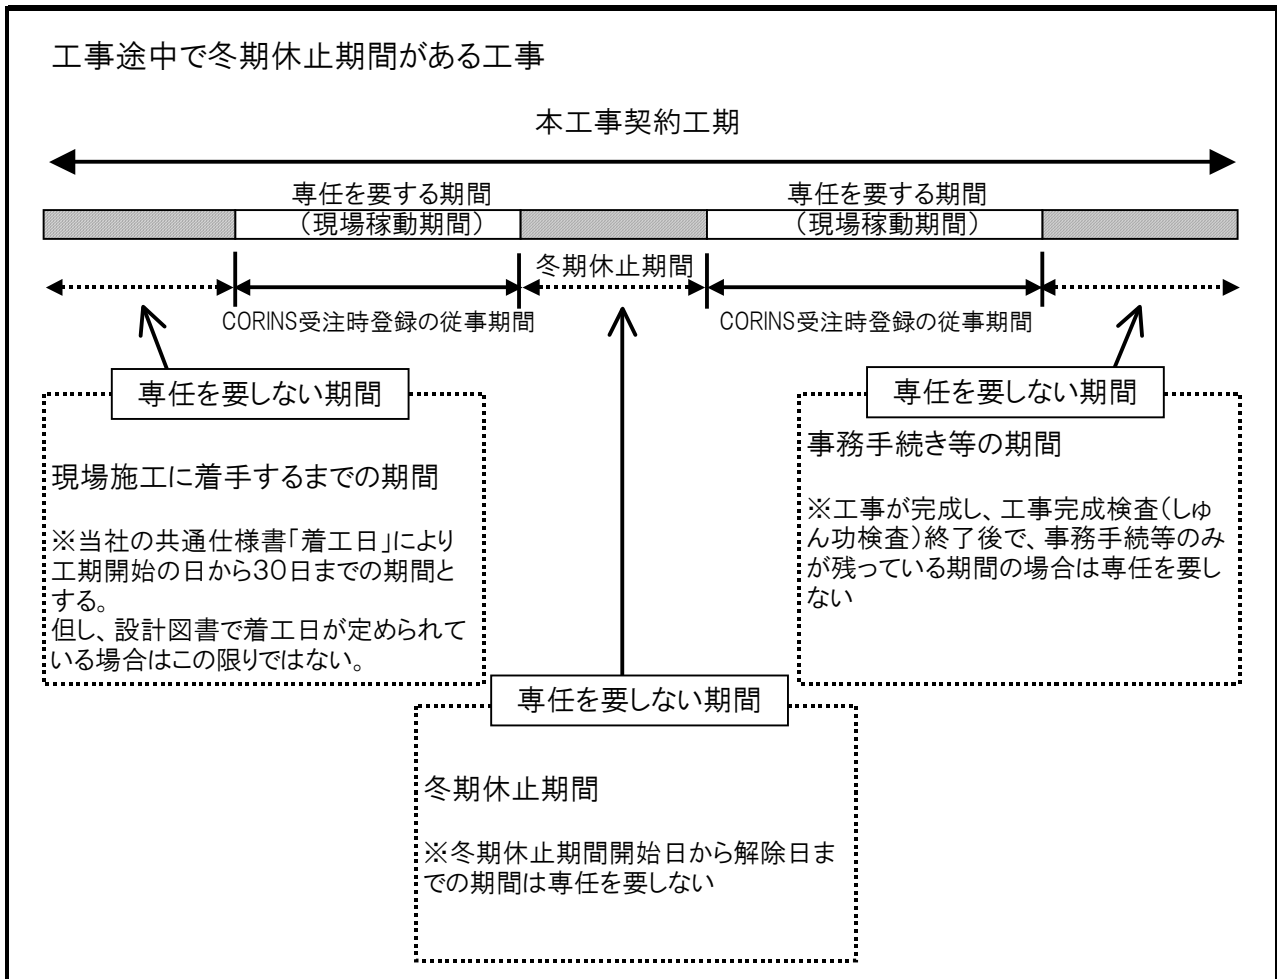 工事途中で冬期休止期間がある工事
本工事契約工期
専任を要する期間
(現場稼動期間)
専任を要する期間
(現場稼動期間)
冬期休止期間
CORINS受注時登録の従事期間
CORINS受注時登録の従事期間
専任を要しない期間
現場施工に着手するまでの期間
※当社の共通仕様書「着工日」により
工期開始の日から30日までの期間と
する。
但し、設計図書で着工日が定められて
いる場合はこの限りではない。
専任を要しない期間
事務手続き等の期間
※工事が完成し、工事完成検査(しゅ
ん功検査)終了後で、事務手続等のみ
が残っている期間の場合は専任を要し
ない
専任を要しない期間
冬期休止期間
※冬期休止期間開始日から解除日ま
での期間は専任を要しない